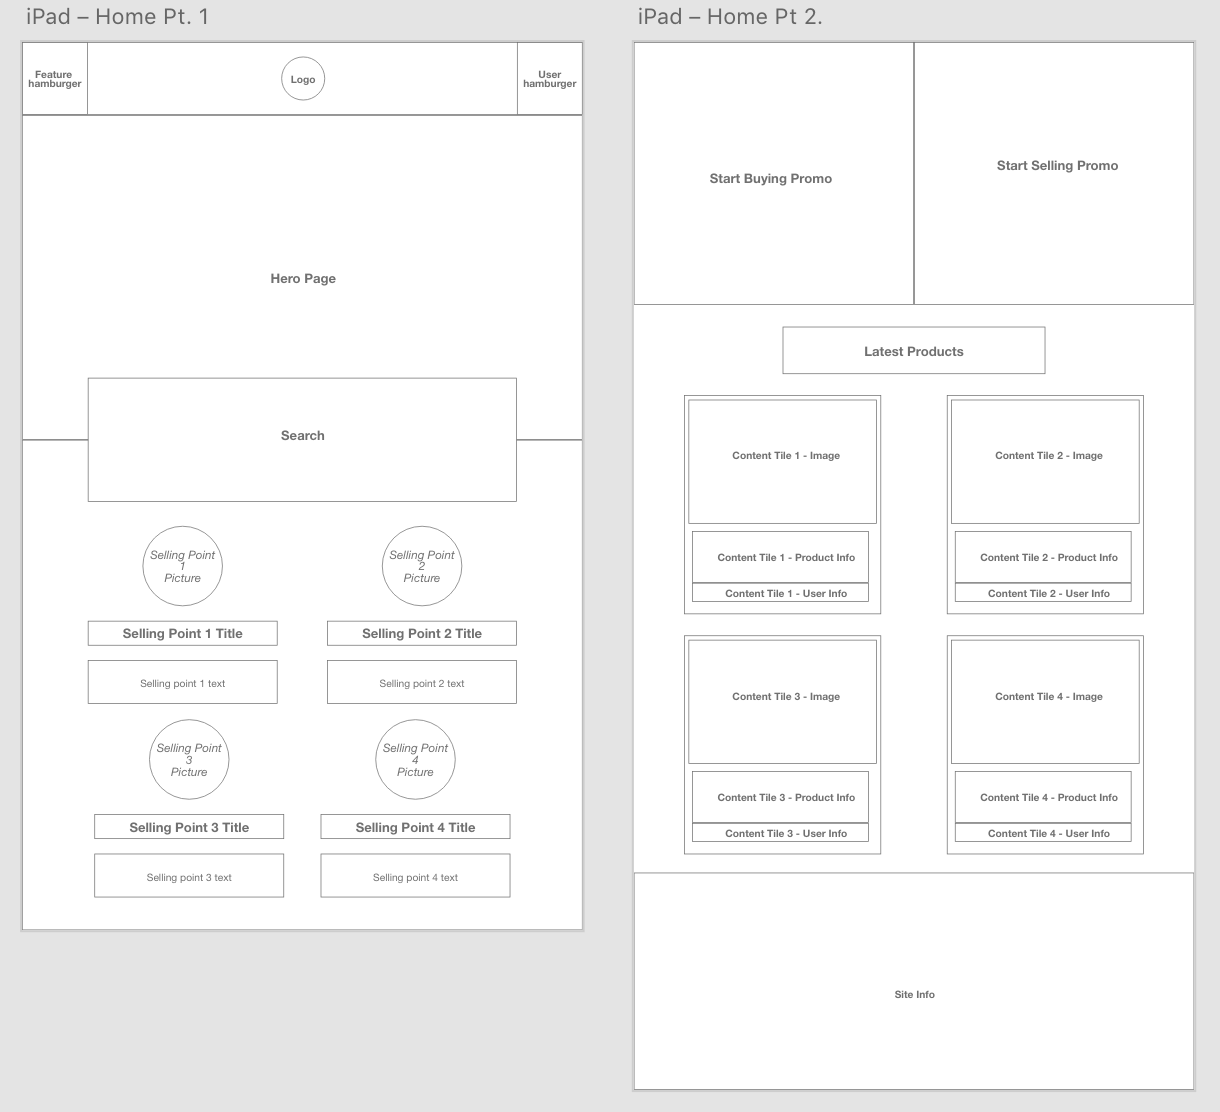 iPad – Home Pt. 1
Feature
hamburger
Logo
User
hamburger
Hero Page
Search
Selling Point
1
Picture
Selling Point
2
Picture
Selling Point 1 Title
Selling Point 2 Title
Selling point 1 text
Selling point 2 text
Selling Point
3
Picture
Selling Point
4
Picture
Selling Point 3 Title
Selling Point 4 Title
Selling point 3 text
Selling point 4 text
iPad – Home Pt 2.
Start Buying Promo
Start Selling Promo
Latest Products
Content Tile 1 - Image
Content Tile 2 - Image
Content Tile 1 - Product Info
Content Tile 2 - Product Info
Content Tile 1 - User Info
Content Tile 2 - User Info
Content Tile 3 - Image
Content Tile 4 - Image
Content Tile 3 - Product Info
Content Tile 4 - Product Info
Content Tile 3 - User Info
Content Tile 4 - User Info
Site Info